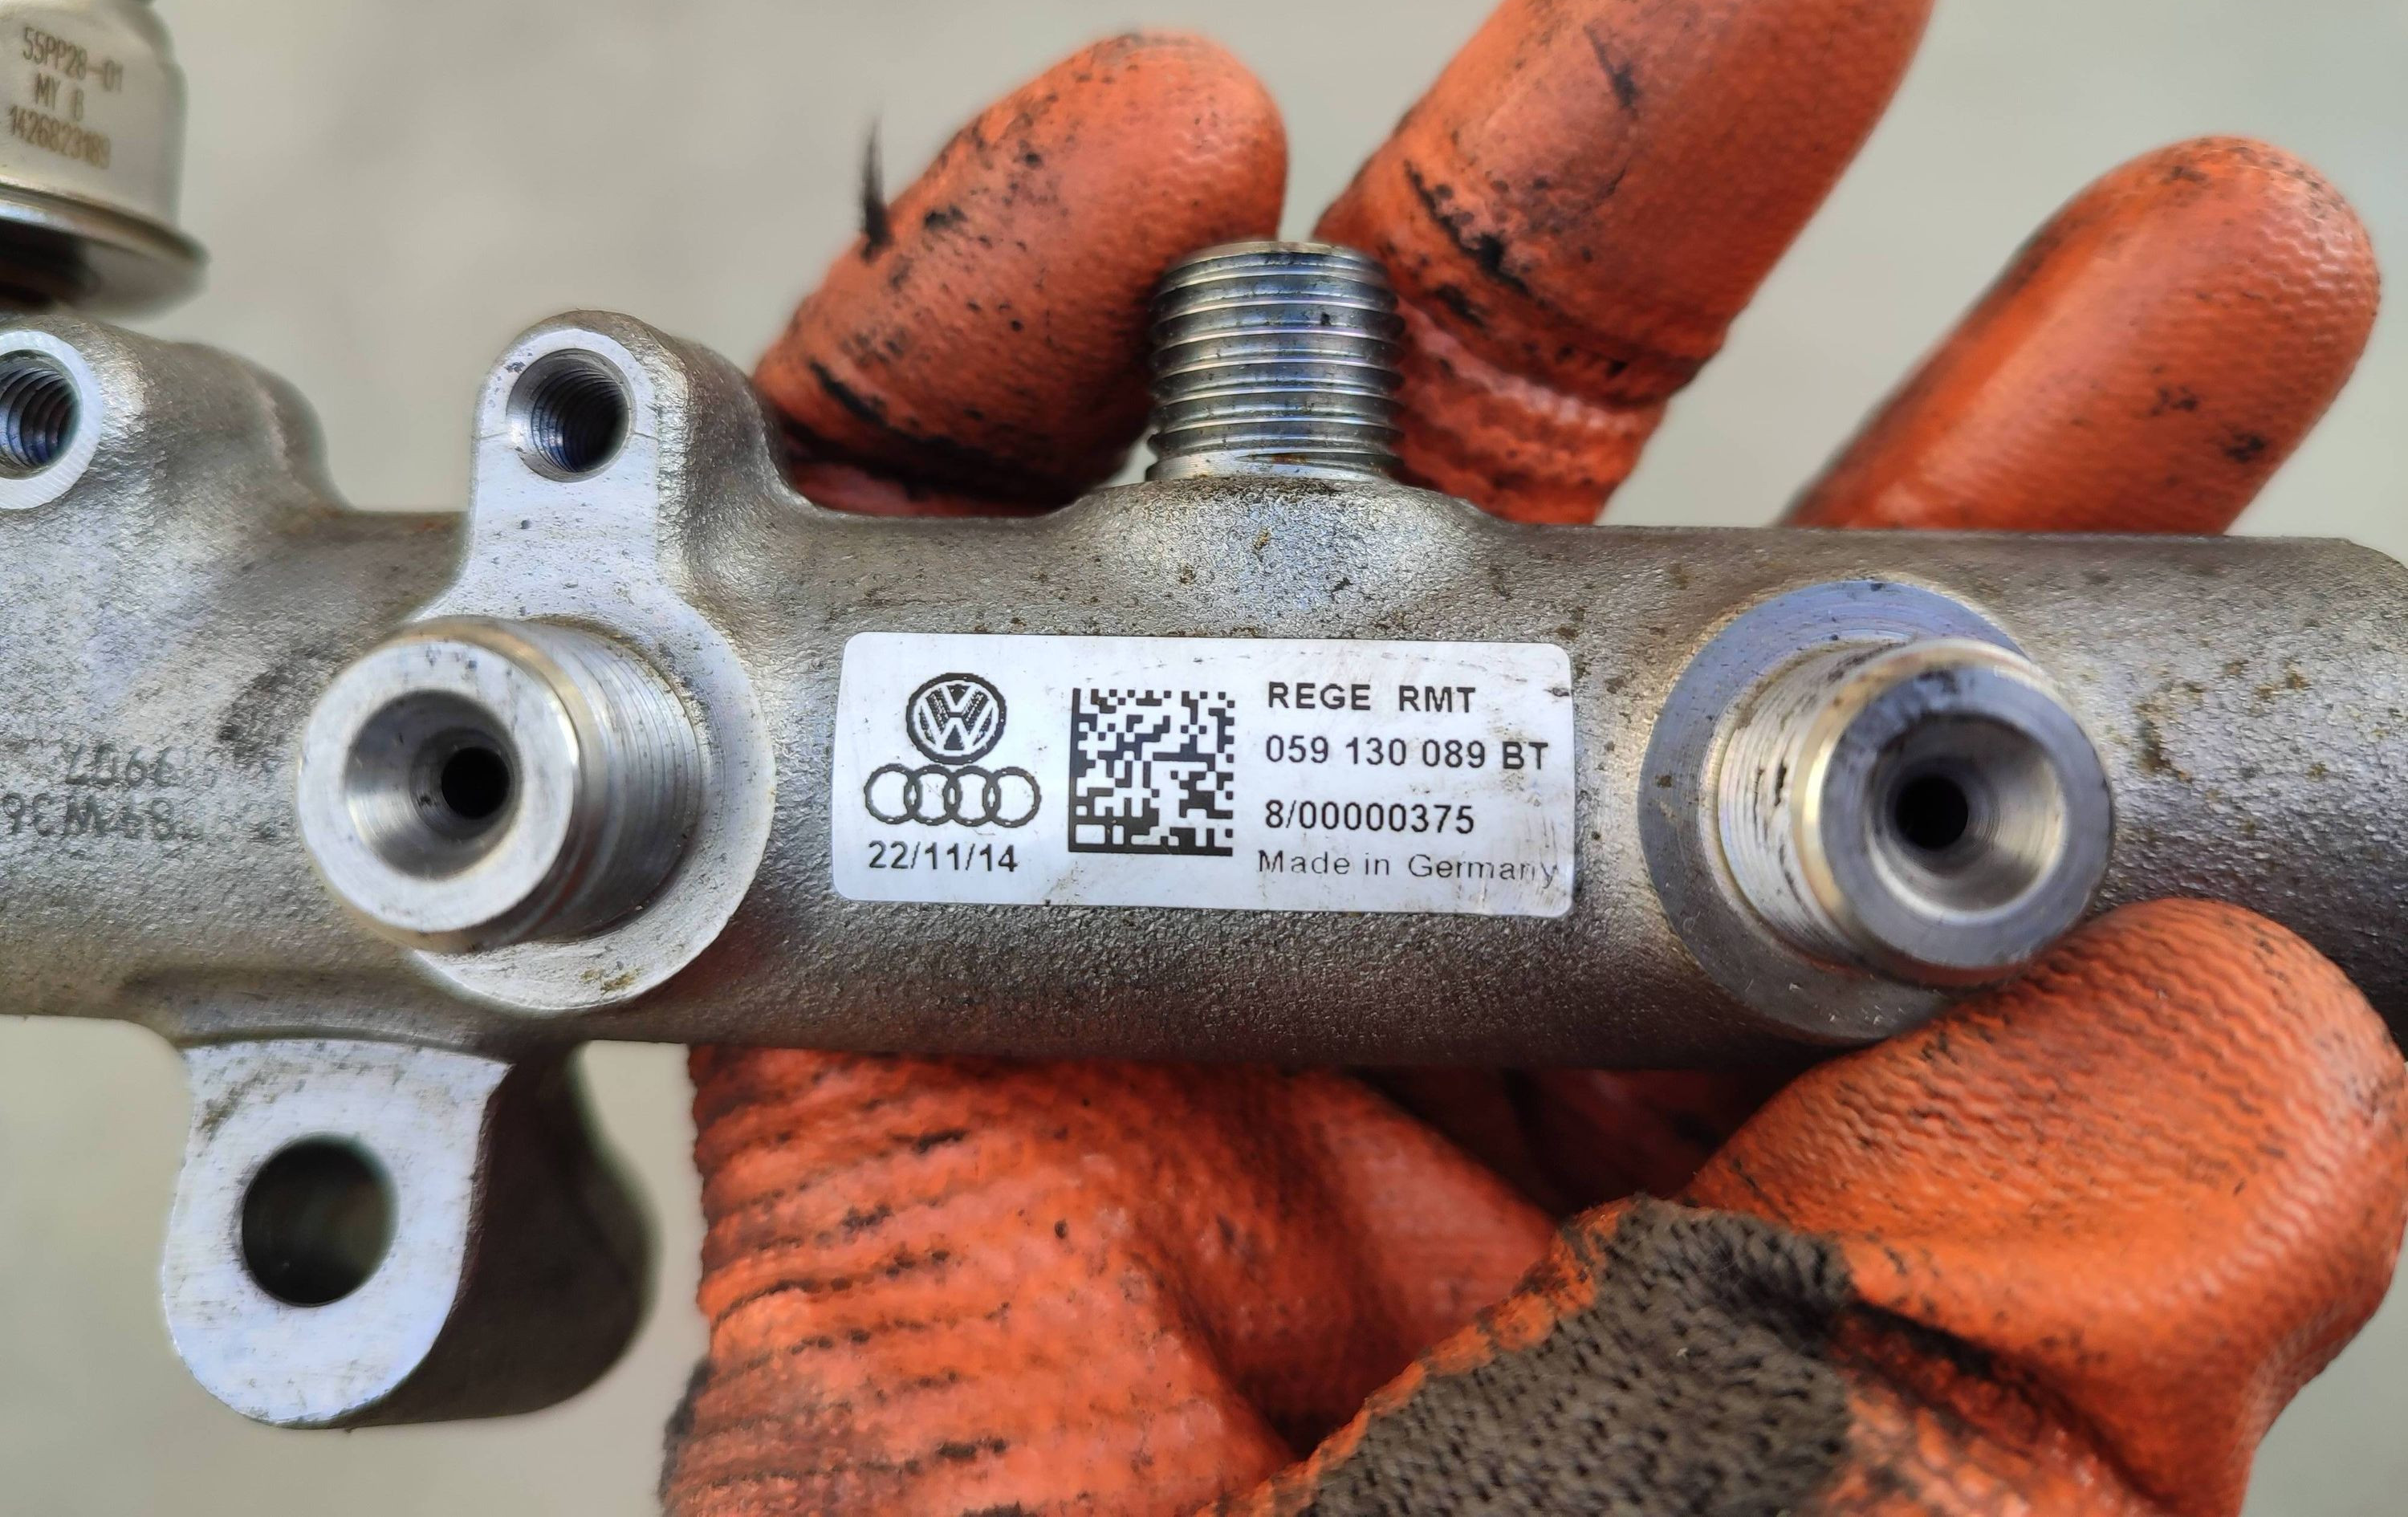 55PP28-01
MY B
1426823189
REGE RMT
059 130 089 BT
8/00000375
Made in Germany
22/11/14